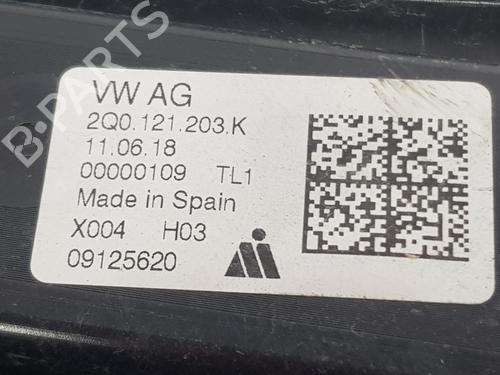 VW AG
2Q0.121.203.K
11.06.18
00000109 TL1
Made in Spain
X004 H03
09125620
B-PARTS